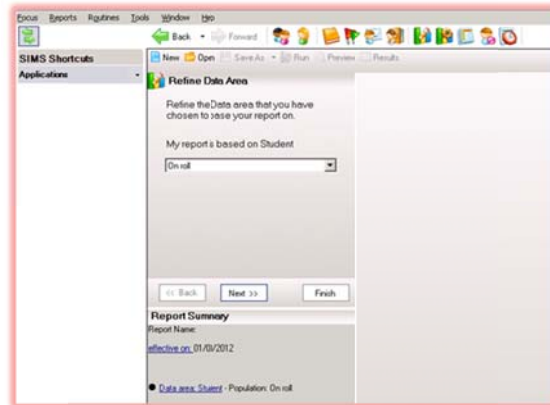 Focus Reports Routines Tools Window Help
Back Forward
SIMS Shortcuts
New Open Save As Run Preview Results
Applications
Refine Data Area
Refine the Data area that you have
chosen to base your report on.
My report is based on Student
On roll
<< Back Next >> Finish
Report Summary
Report Name:
effective on: 01/0/2012
Data area: Student - Population: On roll